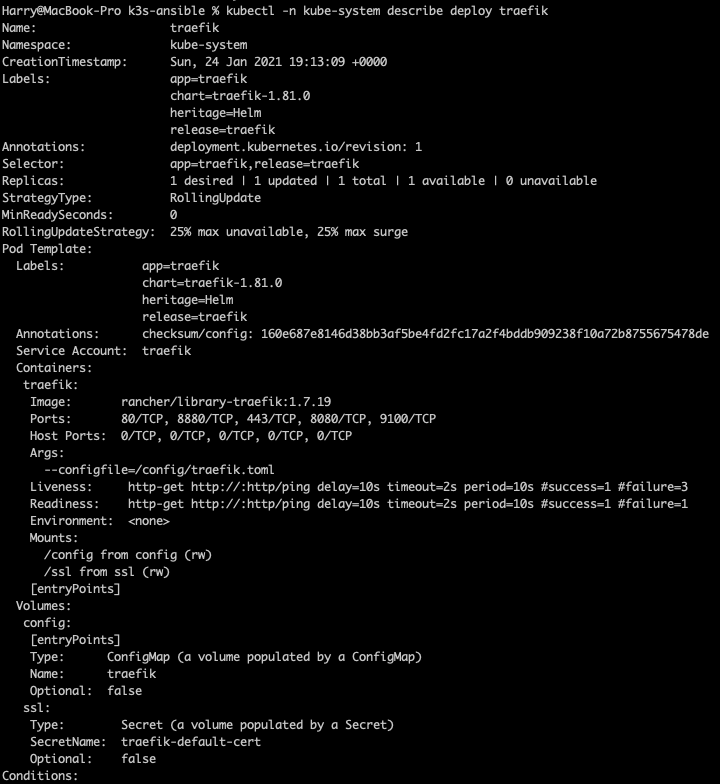 Harry@MacBook-Pro k3s-ansible % kubectl -n kube-system describe deploy traefik
Name:                   traefik
Namespace:              kube-system
CreationTimestamp:      Sun, 24 Jan 2021 19:13:09 +0000
Labels:                 app=traefik
                        chart=traefik-1.81.0
                        heritage=Helm
                        release=traefik
Annotations:            deployment.kubernetes.io/revision: 1
Selector:               app=traefik,release=traefik
Replicas:               1 desired | 1 updated | 1 total | 1 available | 0 unavailable
StrategyType:           RollingUpdate
MinReadySeconds:        0
RollingUpdateStrategy:  25% max unavailable, 25% max surge
Pod Template:
  Labels:           app=traefik
                    chart=traefik-1.81.0
                    heritage=Helm
                    release=traefik
  Annotations:      checksum/config: 160e687e8146d38bb3af5be4fd2fc17a2f4bddb909238f10a72b8755675478de
  Service Account:  traefik
  Containers:
   traefik:
    Image:       rancher/library-traefik:1.7.19
    Ports:       80/TCP, 8880/TCP, 443/TCP, 8080/TCP, 9100/TCP
    Host Ports:  0/TCP, 0/TCP, 0/TCP, 0/TCP, 0/TCP
    Args:
      --configfile=/config/traefik.toml
    Liveness:     http-get http://:http/ping delay=10s timeout=2s period=10s #success=1 #failure=3
    Readiness:    http-get http://:http/ping delay=10s timeout=2s period=10s #success=1 #failure=1
    Environment:  <none>
    Mounts:
      /config from config (rw)
      /ssl from ssl (rw)
    [entryPoints]
  Volumes:
   config:
    [entryPoints]
    Type:      ConfigMap (a volume populated by a ConfigMap)
    Name:      traefik
    Optional:  false
   ssl:
    Type:        Secret (a volume populated by a Secret)
    SecretName:  traefik-default-cert
    Optional:    false
Conditions: